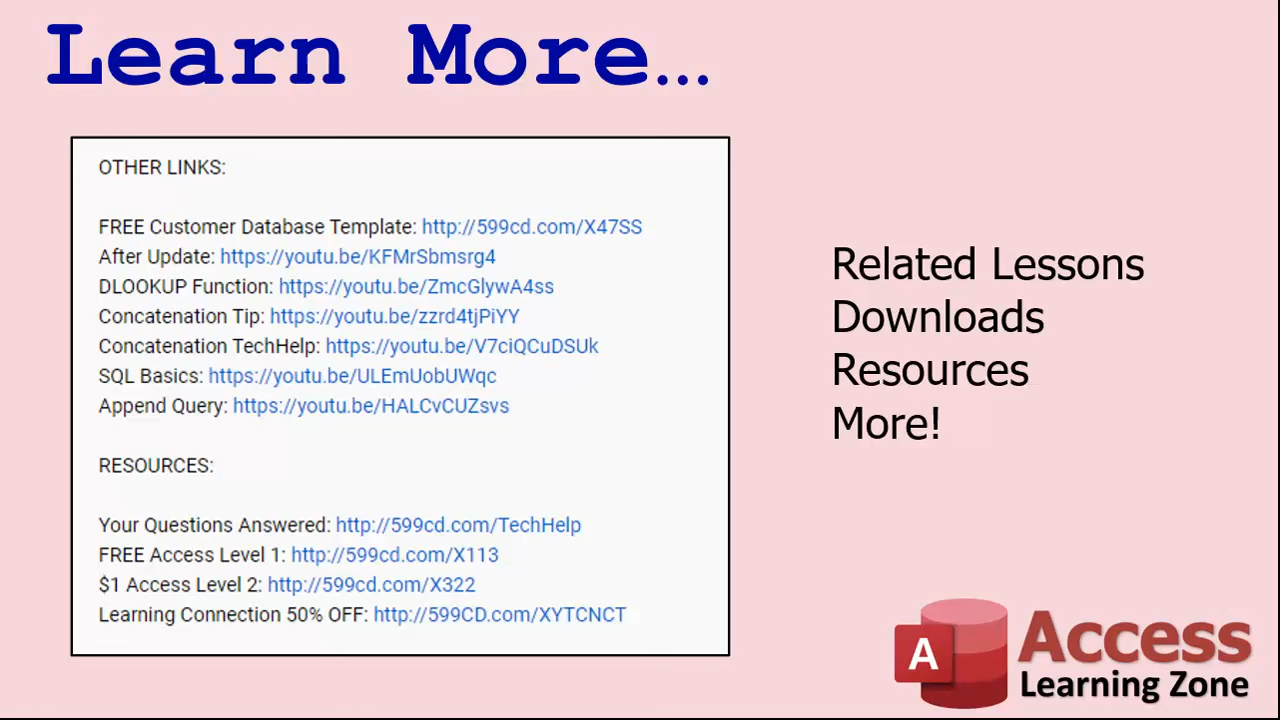 Learn More...
OTHER LINKS:
FREE Customer Database Template: http://599cd.com/X47SS
After Update: https://youtu.be/KFMrSbmsrg4
DLOOKUP Function: https://youtu.be/ZmcGlywA4ss
Concatenation Tip: https://youtu.be/zzrd4tjPiYY
Concatenation TechHelp: https://youtu.be/V7ciQCuDSUk
SQL Basics: https://youtu.be/ULEmUobUWqc
Append Query: https://youtu.be/HALCvCUZsvs
RESOURCES:
Your Questions Answered: http://599cd.com/TechHelp
FREE Access Level 1: http://599cd.com/X113
$1 Access Level 2: http://599cd.com/X322
Learning Connection 50% OFF: http://599CD.com/XYTCNCT
Related Lessons
Downloads
Resources
More!
A
Access
Learning Zone